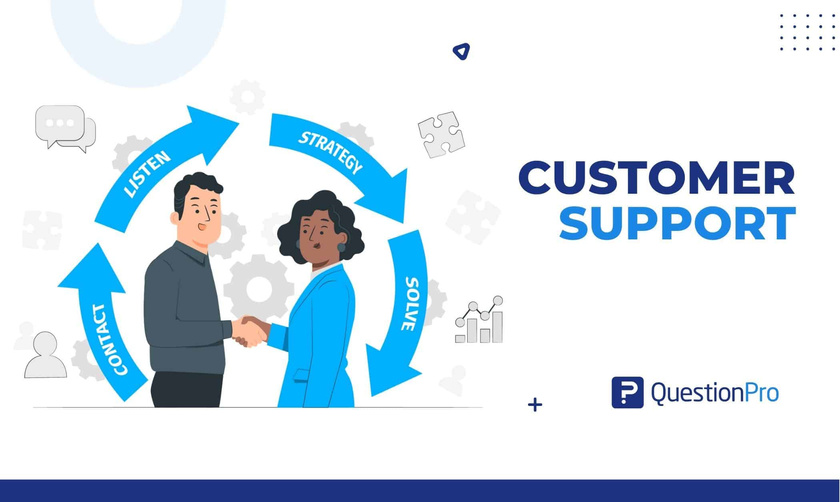 CONTACT
LISTEN
STRATEGY
SOLVE
CUSTOMER
SUPPORT
QuestionPro